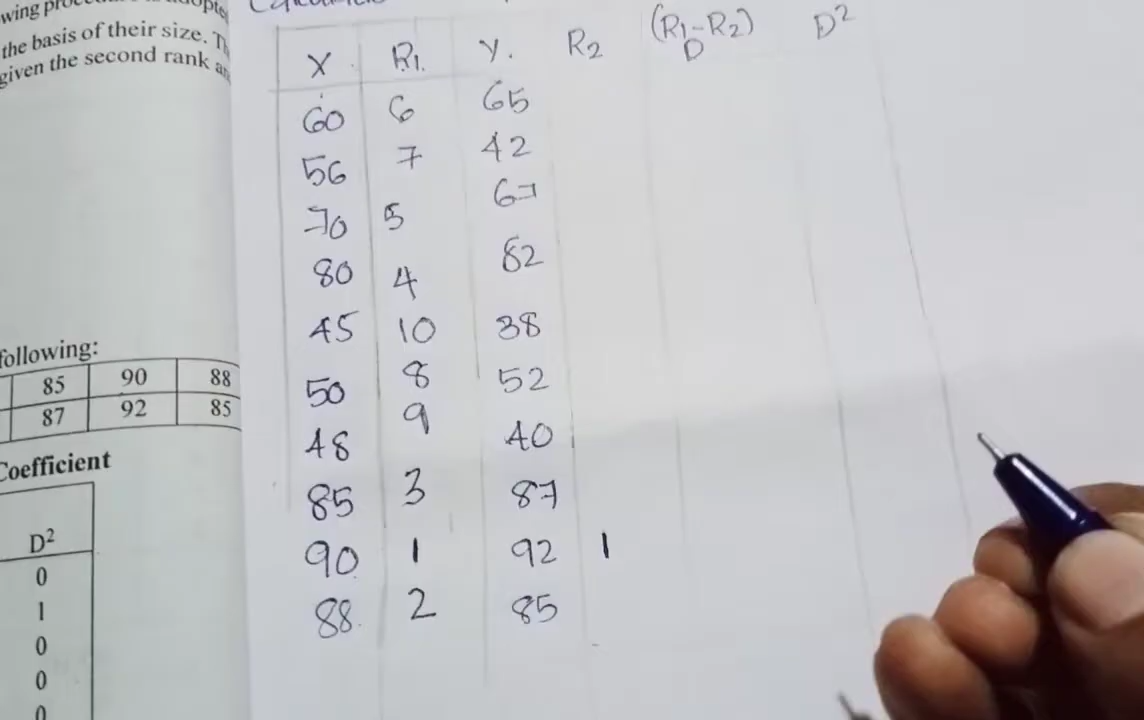 wing
the basis of their size.
given the second rank
X R1. Y. R2 (R1-R2) D D²
60 6 65
56 7 42
70 5 67
80 4 82
45 10 38
50 8 52
48 9 40
85 3 87
90 1 92 1
88. 2 85
following:
85 90 88
87 92 85
Coefficient
D²
0
1
0
0
0